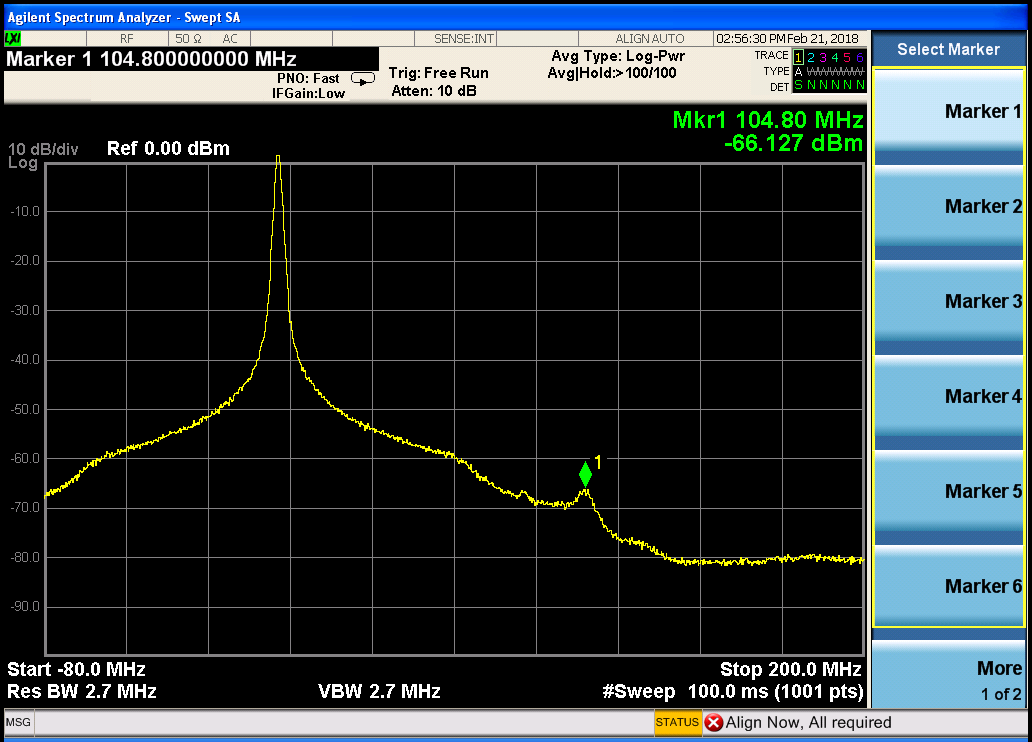 Agilent Spectrum Analyzer - Swept SA
LXI RF 50 Ω AC SENSE:INT ALIGN AUTO 02:56:30 PM Feb 21, 2018
Marker 1 104.800000000 MHz
PNO: Fast
IFGain:Low
Trig: Free Run
Atten: 10 dB
Avg Type: Log-Pwr
Avg|Hold:>100/100
TRACE 1 2 3 4 5 6
TYPE A WWWWW
DET S N N N N N
Mkr1 104.80 MHz
-66.127 dBm
10 dB/div Ref 0.00 dBm
Log
-10.0
-20.0
-30.0
-40.0
-50.0
-60.0
-70.0
-80.0
-90.0
1
Start -80.0 MHz Stop 200.0 MHz
Res BW 2.7 MHz VBW 2.7 MHz #Sweep 100.0 ms (1001 pts)
MSG STATUS Align Now, All required
Select Marker
Marker 1
Marker 2
Marker 3
Marker 4
Marker 5
Marker 6
More
1 of 2